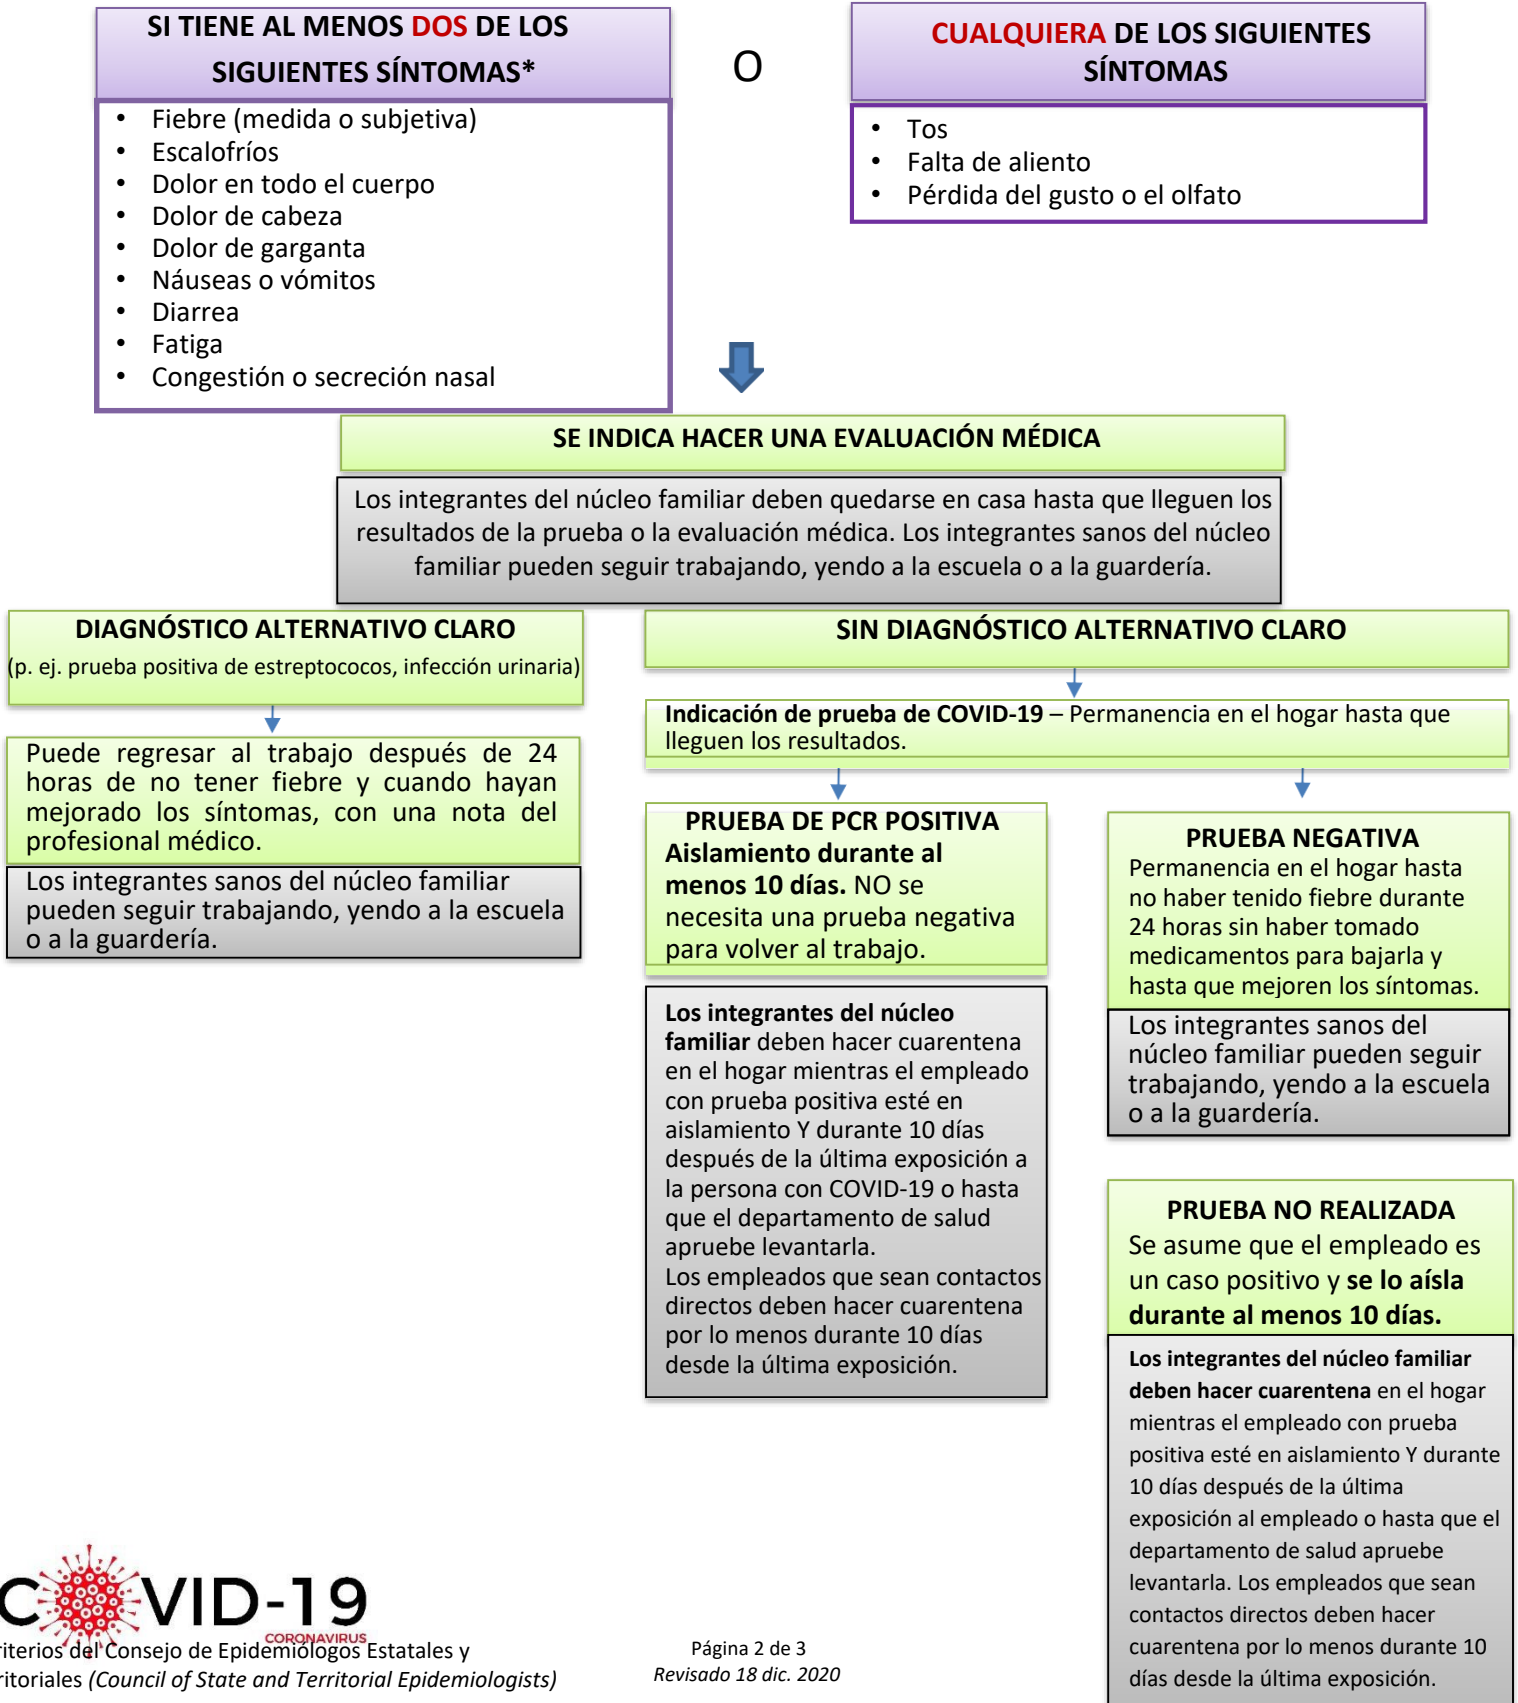 SI TIENE AL MENOS DOS DE LOS
SIGUIENTES SÍNTOMAS*
• Fiebre (medida o subjetiva)
• Escalofríos
• Dolor en todo el cuerpo
• Dolor de cabeza
• Dolor de garganta
• Náuseas o vómitos
• Diarrea
• Fatiga
• Congestión o secreción nasal
O
CUALQUIERA DE LOS SIGUIENTES
SÍNTOMAS
• Tos
• Falta de aliento
• Pérdida del gusto o el olfato
SE INDICA HACER UNA EVALUACIÓN MÉDICA
Los integrantes del núcleo familiar deben quedarse en casa hasta que lleguen los
resultados de la prueba o la evaluación médica. Los integrantes sanos del núcleo
familiar pueden seguir trabajando, yendo a la escuela o a la guardería.
DIAGNÓSTICO ALTERNATIVO CLARO
(p. ej. prueba positiva de estreptococos, infección urinaria)
Puede regresar al trabajo después de 24
horas de no tener fiebre y cuando hayan
mejorado los síntomas, con una nota del
profesional médico.
Los integrantes sanos del núcleo familiar
pueden seguir trabajando, yendo a la escuela
o a la guardería.
SIN DIAGNÓSTICO ALTERNATIVO CLARO
Indicación de prueba de COVID-19 – Permanencia en el hogar hasta que
lleguen los resultados.
PRUEBA DE PCR POSITIVA
Aislamiento durante al
menos 10 días. NO se
necesita una prueba negativa
para volver al trabajo.
Los integrantes del núcleo
familiar deben hacer cuarentena
en el hogar mientras el empleado
con prueba positiva esté en
aislamiento Y durante 10 días
después de la última exposición a
la persona con COVID-19 o hasta
que el departamento de salud
apruebe levantarla.
Los empleados que sean contactos
directos deben hacer cuarentena
por lo menos durante 10 días
desde la última exposición.
PRUEBA NEGATIVA
Permanencia en el hogar hasta
no haber tenido fiebre durante
24 horas sin haber tomado
medicamentos para bajarla y
hasta que mejoren los síntomas.
Los integrantes sanos del
núcleo familiar pueden seguir
trabajando, yendo a la escuela
o a la guardería.
PRUEBA NO REALIZADA
Se asume que el empleado es
un caso positivo y se lo aísla
durante al menos 10 días.
Los integrantes del núcleo familiar
deben hacer cuarentena en el hogar
mientras el empleado con prueba
positiva esté en aislamiento Y durante
10 días después de la última
exposición al empleado o hasta que el
departamento de salud apruebe
levantarla. Los empleados que sean
contactos directos deben hacer
cuarentena por lo menos durante 10
días desde la última exposición.
COVID-19
CORONAVIRUS
riterios del Consejo de Epidemiólogos Estatales y
ritoriales (Council of State and Territorial Epidemiologists)
Página 2 de 3
Revisado 18 dic. 2020